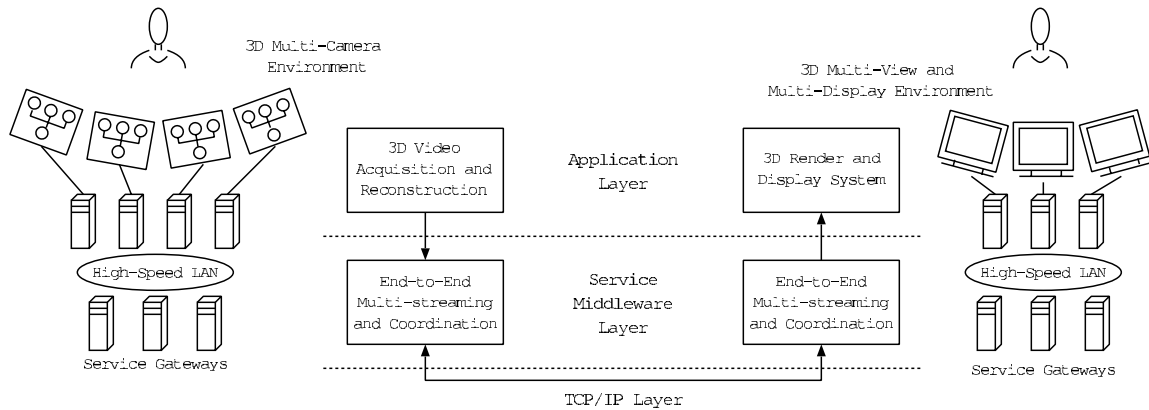 3D Multi-Camera
Environment
3D Multi-View and
Multi-Display Environment
3D Video
Acquisition and
Reconstruction
Application
Layer
3D Render and
Display System
High-Speed LAN
End-to-End
Multi-streaming
and Coordination
Service
Middleware
Layer
End-to-End
Multi-streaming
and Coordination
High-Speed LAN
Service Gateways
Service Gateways
TCP/IP Layer